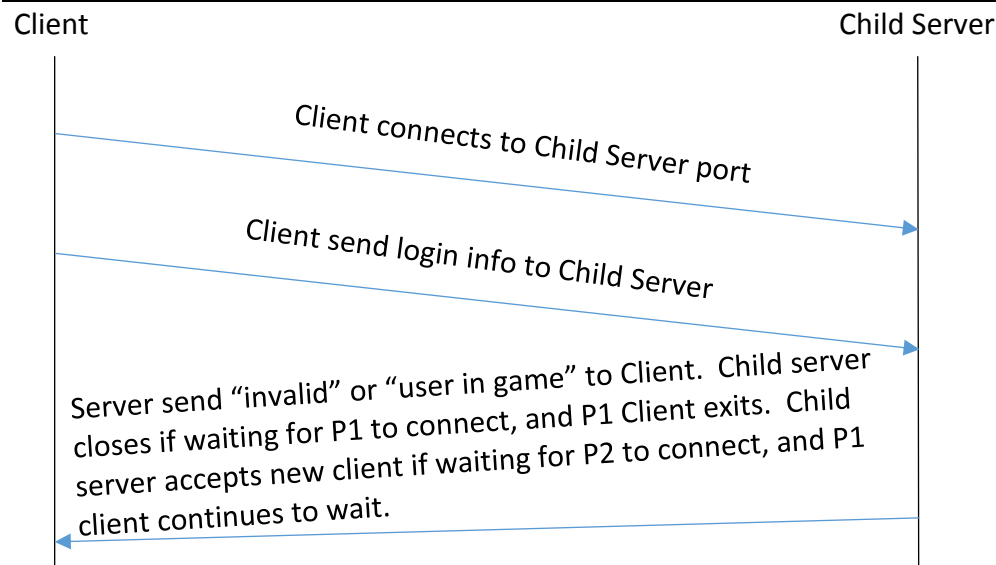 Client
Child Server
Client connects to Child Server port
Client send login info to Child Server
Server send “invalid” or “user in game” to Client.  Child server
closes if waiting for P1 to connect, and P1 Client exits.  Child
server accepts new client if waiting for P2 to connect, and P1
client continues to wait.